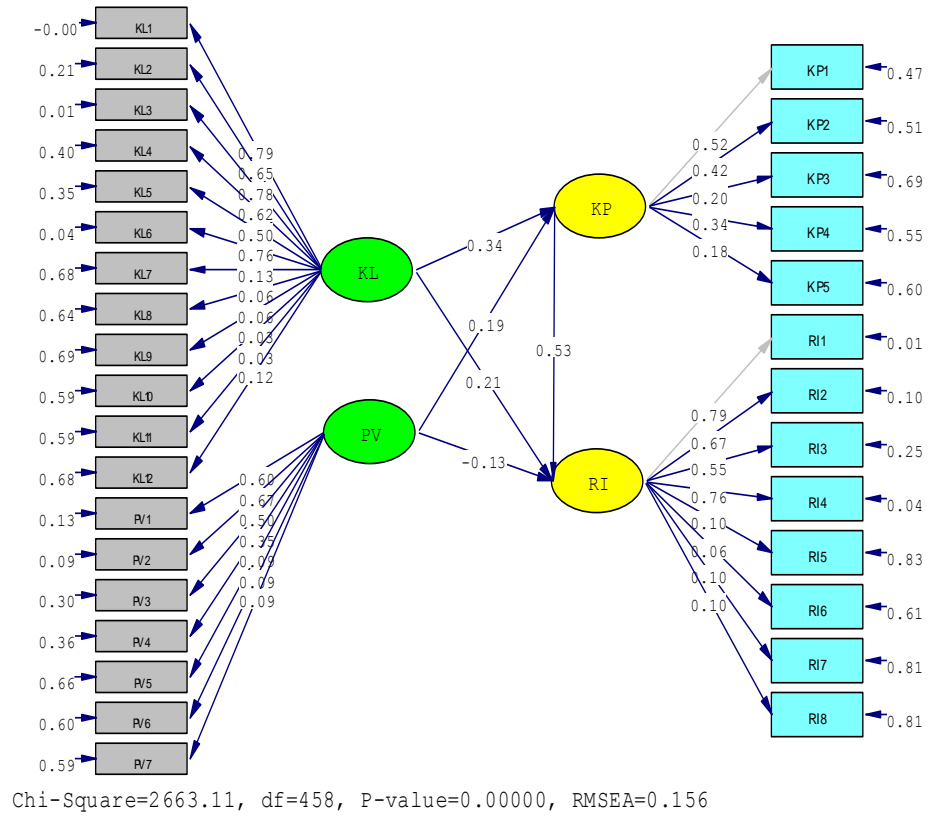 -0.00 KL1
0.21 KL2
0.01 KL3
0.40 KL4
0.35 KL5
0.04 KL6
0.68 KL7
0.64 KL8
0.69 KL9
0.59 KL10
0.59 KL11
0.68 KL12
0.13 PV1
0.09 PV2
0.30 PV3
0.36 PV4
0.66 PV5
0.60 PV6
0.59 PV7
0.79
0.65
0.78
0.62
0.50
0.76
0.13
0.06
0.06
0.03
0.03
0.12
0.60
0.67
0.50
0.35
0.09
0.09
0.09
KL
PV
0.34
0.19
0.53
0.21
-0.13
KP
RI
0.52
0.42
0.20
0.34
0.18
0.79
0.67
0.55
0.76
0.10
0.06
0.10
0.10
KP1 0.47
KP2 0.51
KP3 0.69
KP4 0.55
KP5 0.60
RI1 0.01
RI2 0.10
RI3 0.25
RI4 0.04
RI5 0.83
RI6 0.61
RI7 0.81
RI8 0.81
Chi-Square=2663.11, df=458, P-value=0.00000, RMSEA=0.156